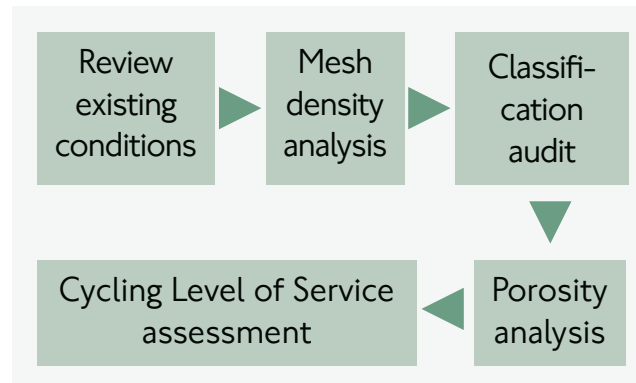 Review
existing
conditions
Mesh
density
analysis
Classifi-
cation
audit
Porosity
analysis
Cycling Level of Service
assessment